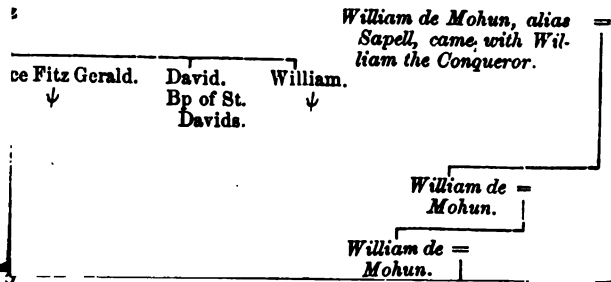 William de Mohun, alias =
Sapell, came with Wil-
liam the Conqueror.
ce Fitz Gerald.
David.
Bp of St.
Davids.
William.
William de =
Mohun.
William de =
Mohun.